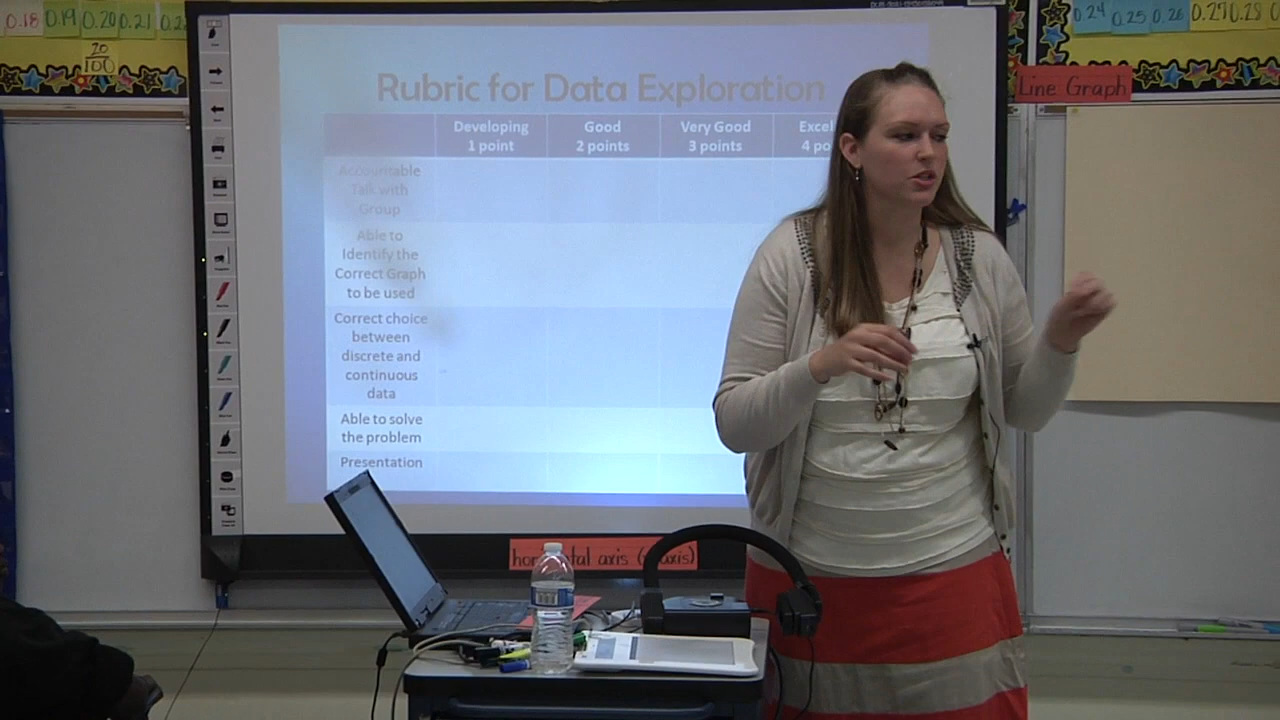 0.18 0.19 0.20 0.21
20
100
0.24 0.25 0.26 0.27 0.28
Line Graph
Rubric for Data Exploration
Developing
1 point
Good
2 points
Very Good
3 points
Accountable
Talk with
Group
Able to
Identify the
Correct Graph
to be used
Correct choice
between
discrete and
continuous
data
Able to solve
the problem
Presentation
axis